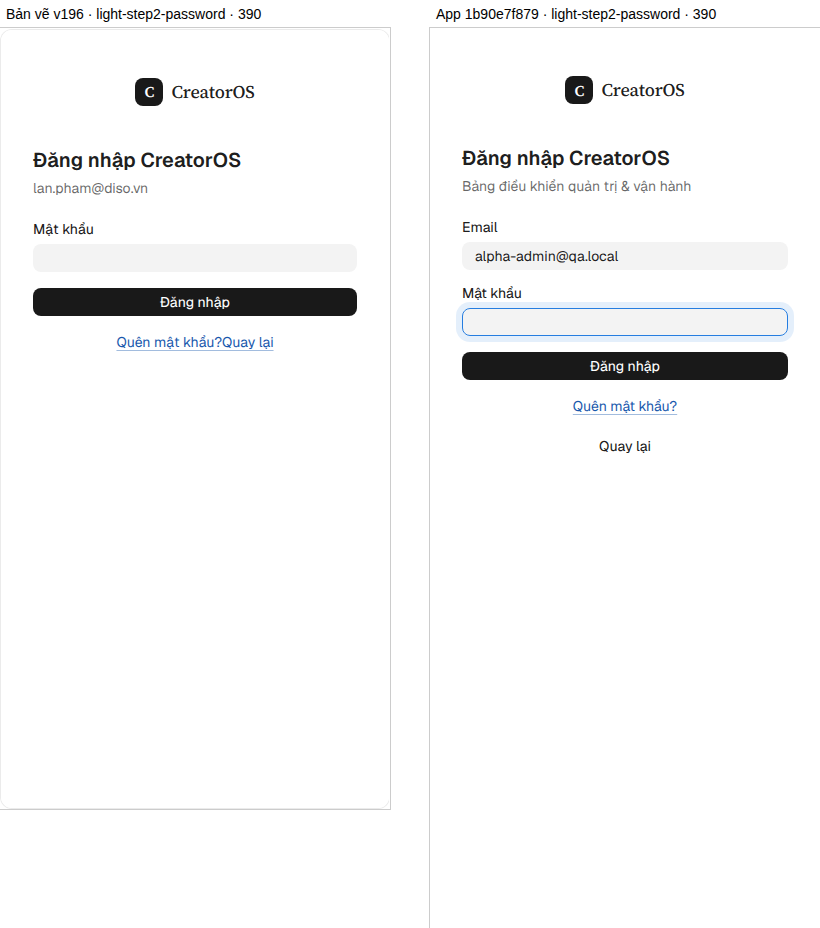 Bản vẽ v196 · light-step2-password · 390
C CreatorOS
Đăng nhập CreatorOS
lan.pham@diso.vn
Mật khẩu
Đăng nhập
Quên mật khẩu?Quay lại
App 1b90e7f879 · light-step2-password · 390
C CreatorOS
Đăng nhập CreatorOS
Bảng điều khiển quản trị & vận hành
Email
alpha-admin@qa.local
Mật khẩu
Đăng nhập
Quên mật khẩu?
Quay lại